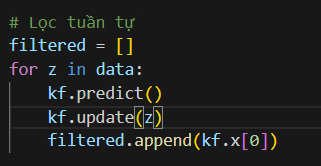 # Lọc tuần tự
filtered = []
for z in data:
    kf.predict()
    kf.update(z)
    filtered.append(kf.x[0])